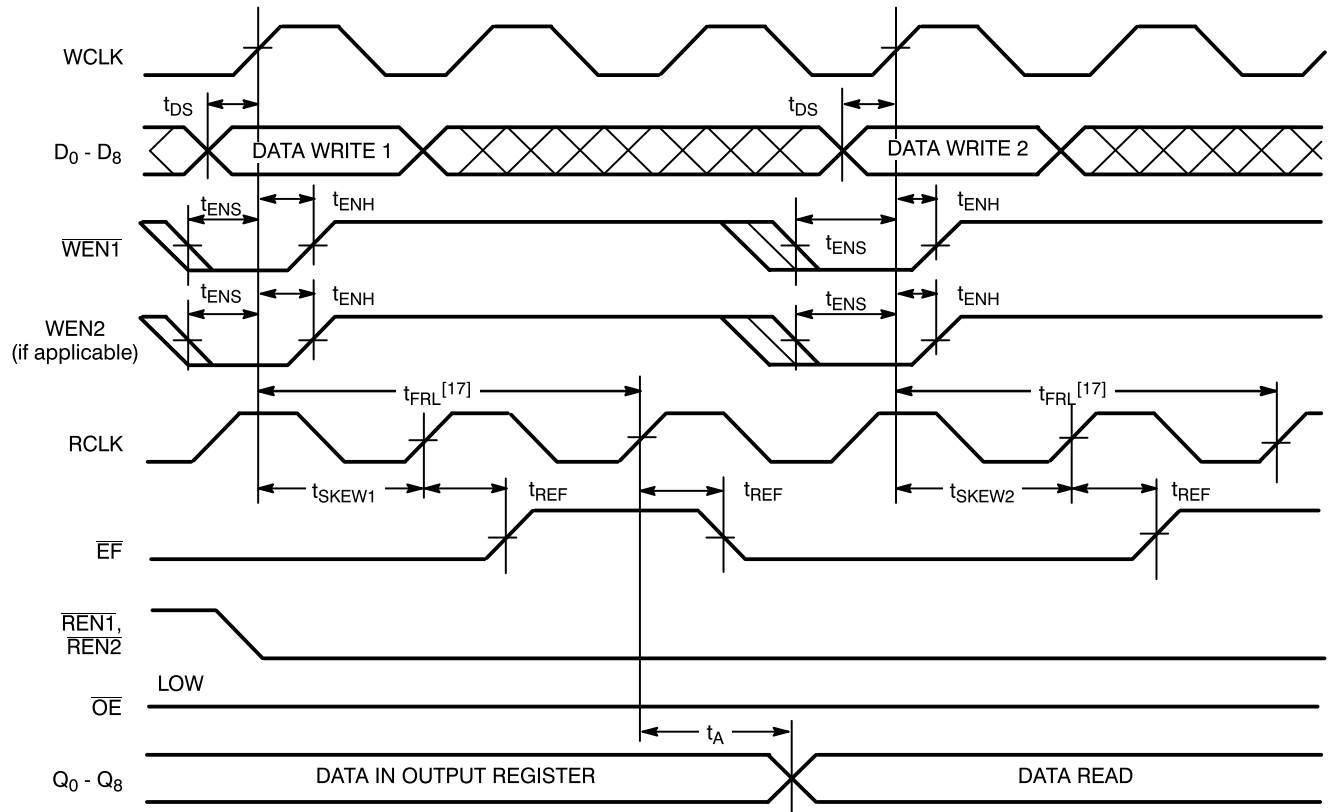 WCLK
tDS tDS
D0 - D8 DATA WRITE 1 DATA WRITE 2
tENS tENH tENH
WEN1 tENS
tENS tENH tENS tENH
WEN2
(if applicable)
tFRL[17] tFRL[17]
RCLK
tSKEW1 tREF tREF tSKEW2 tREF
EF
REN1,
REN2
LOW
OE
tA
Q0 - Q8 DATA IN OUTPUT REGISTER DATA READ